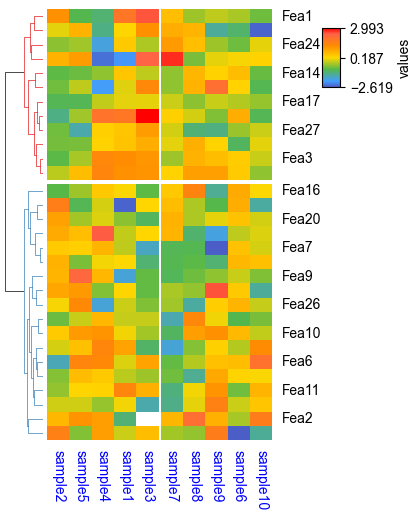 Fea1
Fea24
Fea14
Fea17
Fea27
Fea3
Fea16
Fea20
Fea7
Fea9
Fea26
Fea10
Fea6
Fea11
Fea2
2.993
0.187
−2.619
values
sample2
sample5
sample4
sample1
sample3
sample7
sample8
sample9
sample6
sample10